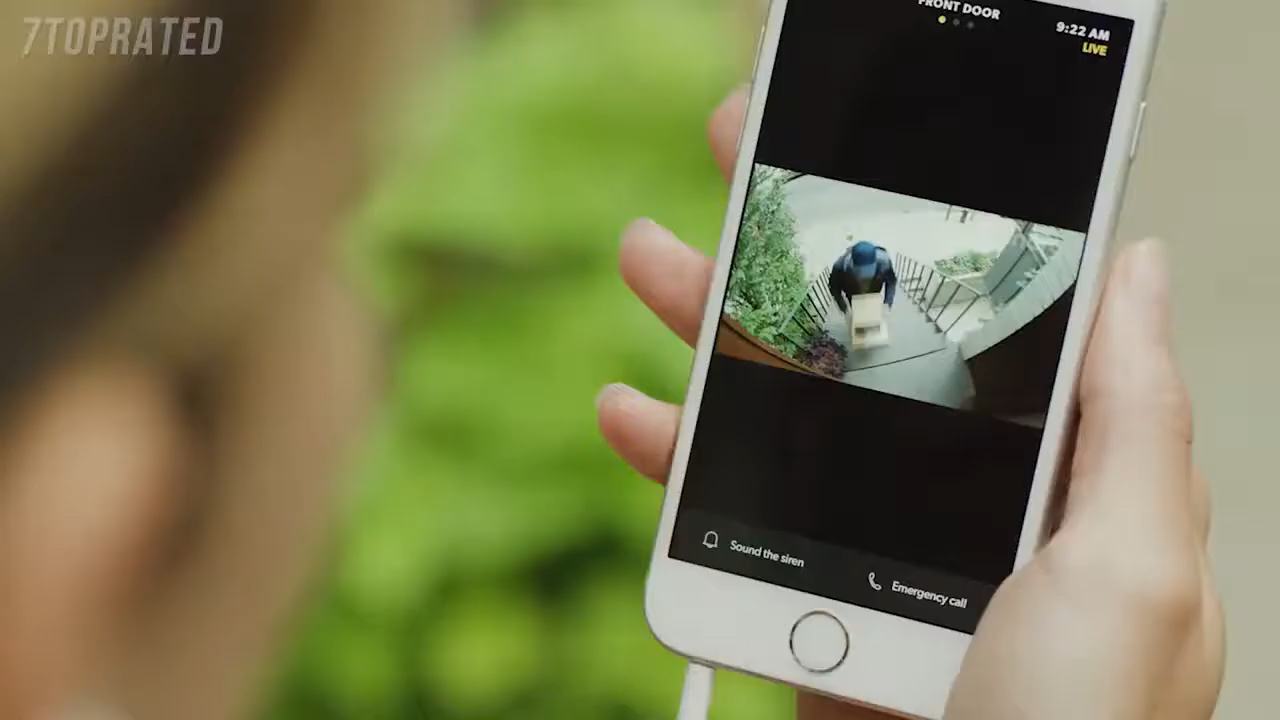 7TOPRATED
FRONT DOOR
9:22 AM
LIVE
Sound the siren
Emergency call